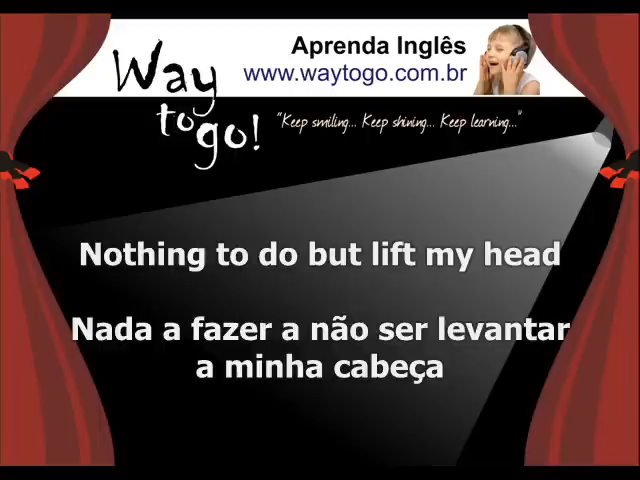 Way
to
go!
Aprenda Inglês
www.waytogo.com.br
"Keep smiling... Keep shining... Keep learning..."
Nothing to do but lift my head
Nada a fazer a não ser levantar
a minha cabeça